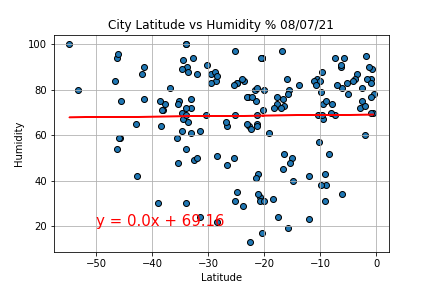 City Latitude vs Humidity % 08/07/21
100
80
60
40
20
Humidity
y = 0.0x + 69.16
−50 −40 −30 −20 −10 0
Latitude